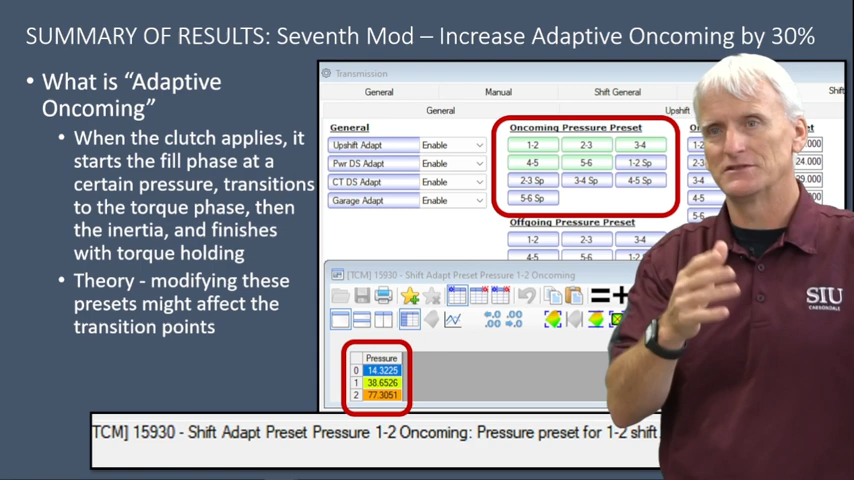 SUMMARY OF RESULTS: Seventh Mod – Increase Adaptive Oncoming by 30%
• What is “Adaptive
Oncoming”
• When the clutch applies, it
starts the fill phase at a
certain pressure, transitions
to the torque phase, then
the inertia, and finishes
with torque holding
• Theory - modifying these
presets might affect the
transition points
Transmission
General Manual Shift General Shif
General Upshift
General
Upshift Adapt Enable
Pwr DS Adapt Enable
CT DS Adapt Enable
Garage Adapt Enable
Oncoming Pressure Preset
1-2 2-3 3-4
4-5 5-6 1-2 Sp
2-3 Sp 3-4 Sp 4-5 Sp
5-6 Sp
Offgoing Pressure Preset
1-2 2-3 3-4
4-5 5-6
1-2
2-3
3-4
4-5
5-6
.000
24.000
29.000
[TCM] 15930 - Shift Adapt Preset Pressure 1-2 Oncoming
Pressure
0 14.3225
1 38.6526
2 77.3051
TCM] 15930 - Shift Adapt Preset Pressure 1-2 Oncoming: Pressure preset for 1-2 shift
SIU
CARBONDALE